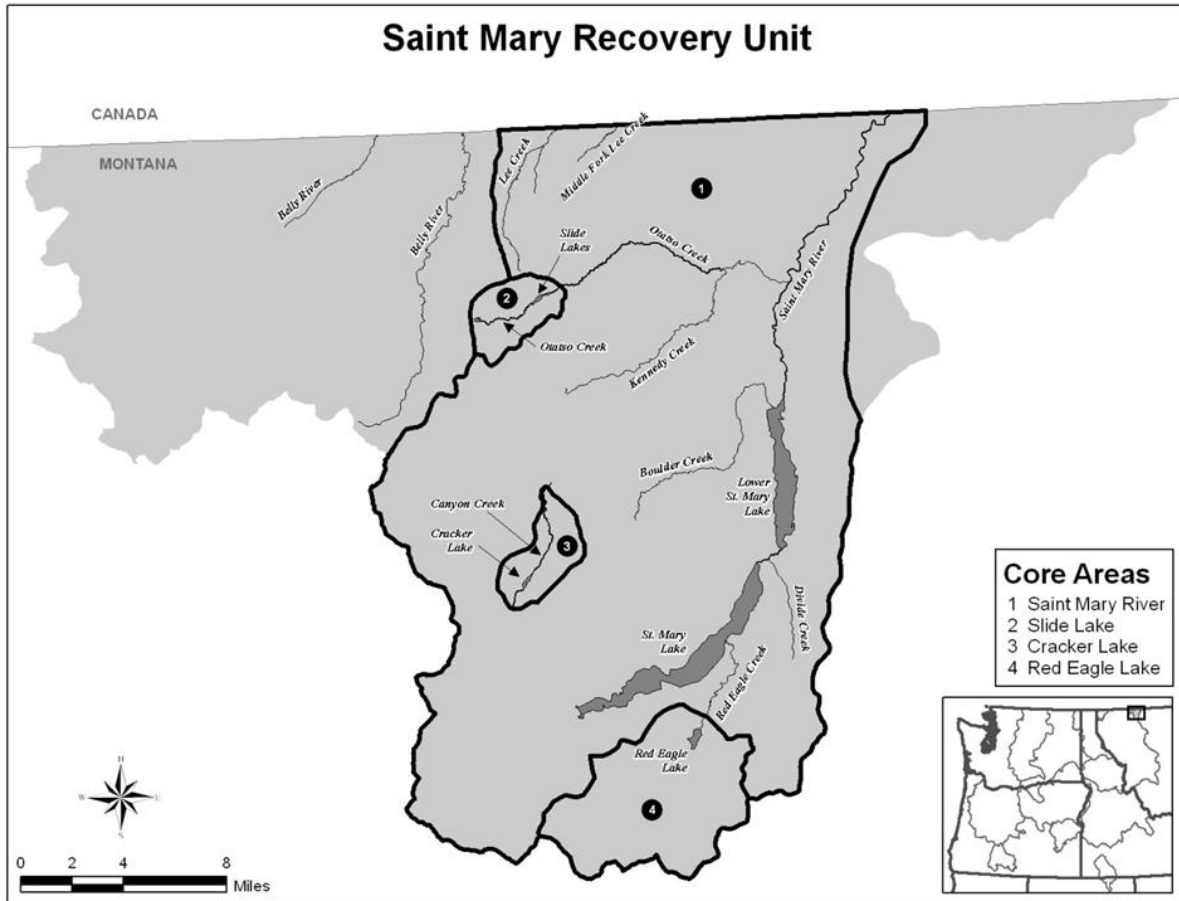 Saint Mary Recovery Unit
CANADA
MONTANA
Belly River
Belly River
Lee Creek
Middle Fork Lee Creek
1
Slide
Lakes
Otatso Creek
Saint Mary River
2
Otatso Creek
Kennedy Creek
Boulder Creek
Lower
St. Mary
Lake
Canyon Creek
Cracker
Lake
3
Divide Creek
St. Mary
Lake
Red Eagle Creek
Red Eagle
Lake
4
Core Areas
1 Saint Mary River
2 Slide Lake
3 Cracker Lake
4 Red Eagle Lake
N
W E
S
0 2 4 8
Miles